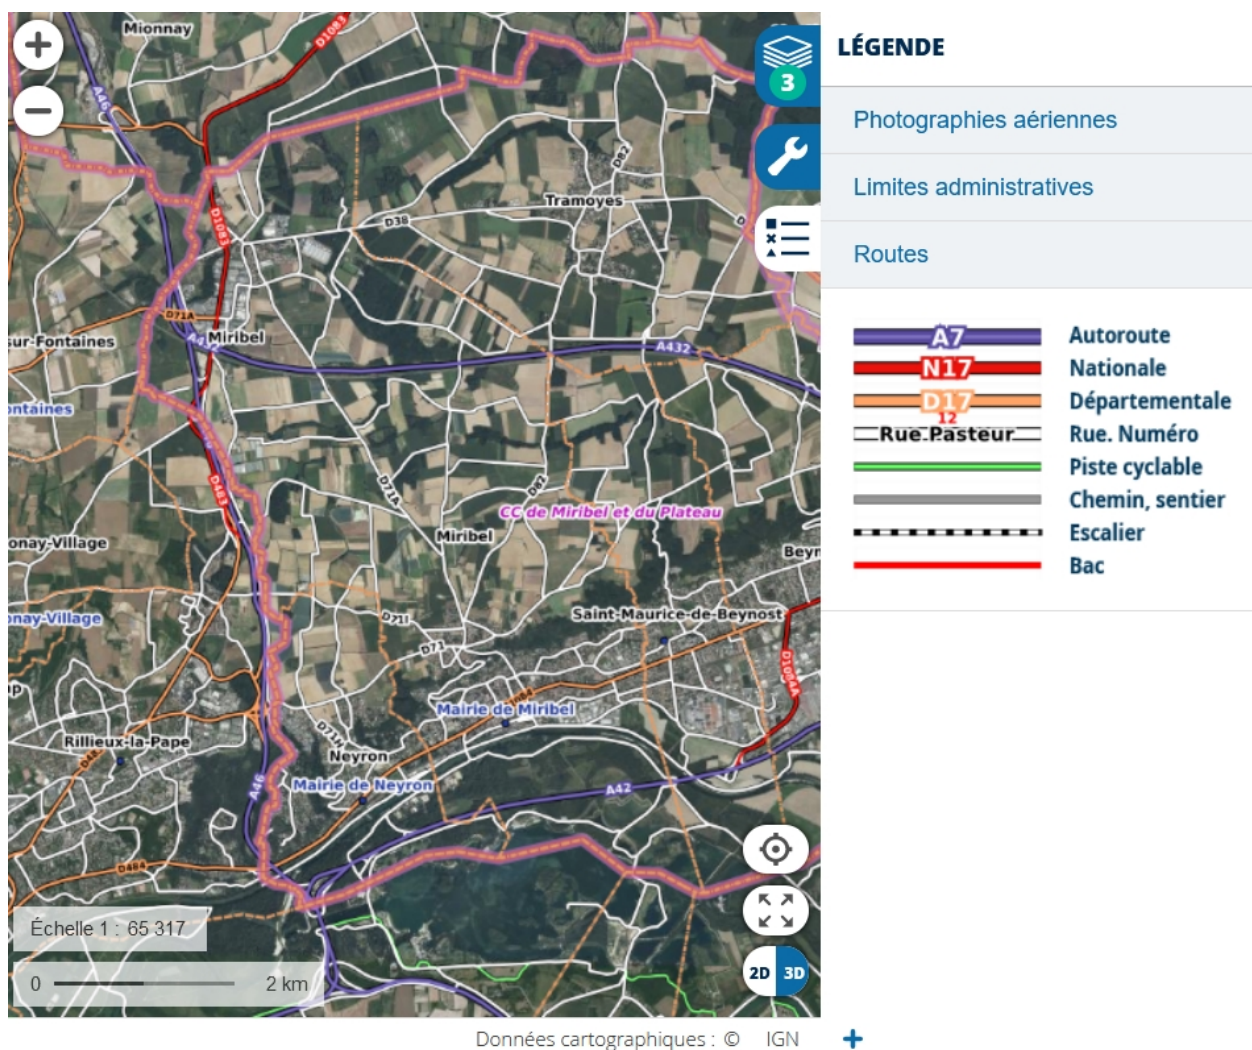 Mionnay
D1083
A46
3
LÉGENDE
Photographies aériennes
Limites administratives
Routes
D82
Tramoyes
D38
D1083
D71A
Miribel
A432
A432
sur-Fontaines
ontaines
A7 Autoroute
N17 Nationale
D17 Départementale
12
Rue.Pasteur Rue. Numéro
Piste cyclable
Chemin, sentier
Escalier
Bac
D483
D71A
D82
CC de Miribel et du Plateau
Miribel
onay-Village
Beyn
onay-Village
D71I
Saint-Maurice-de-Beynost
D71
D1084A
ap
Mairie de Miribel
D71H
Rillieux-la-Pape
Neyron
Mairie de Neyron
A46
A42
D484
Échelle 1 : 65 317
0 2 km
2D 3D
Données cartographiques : © IGN